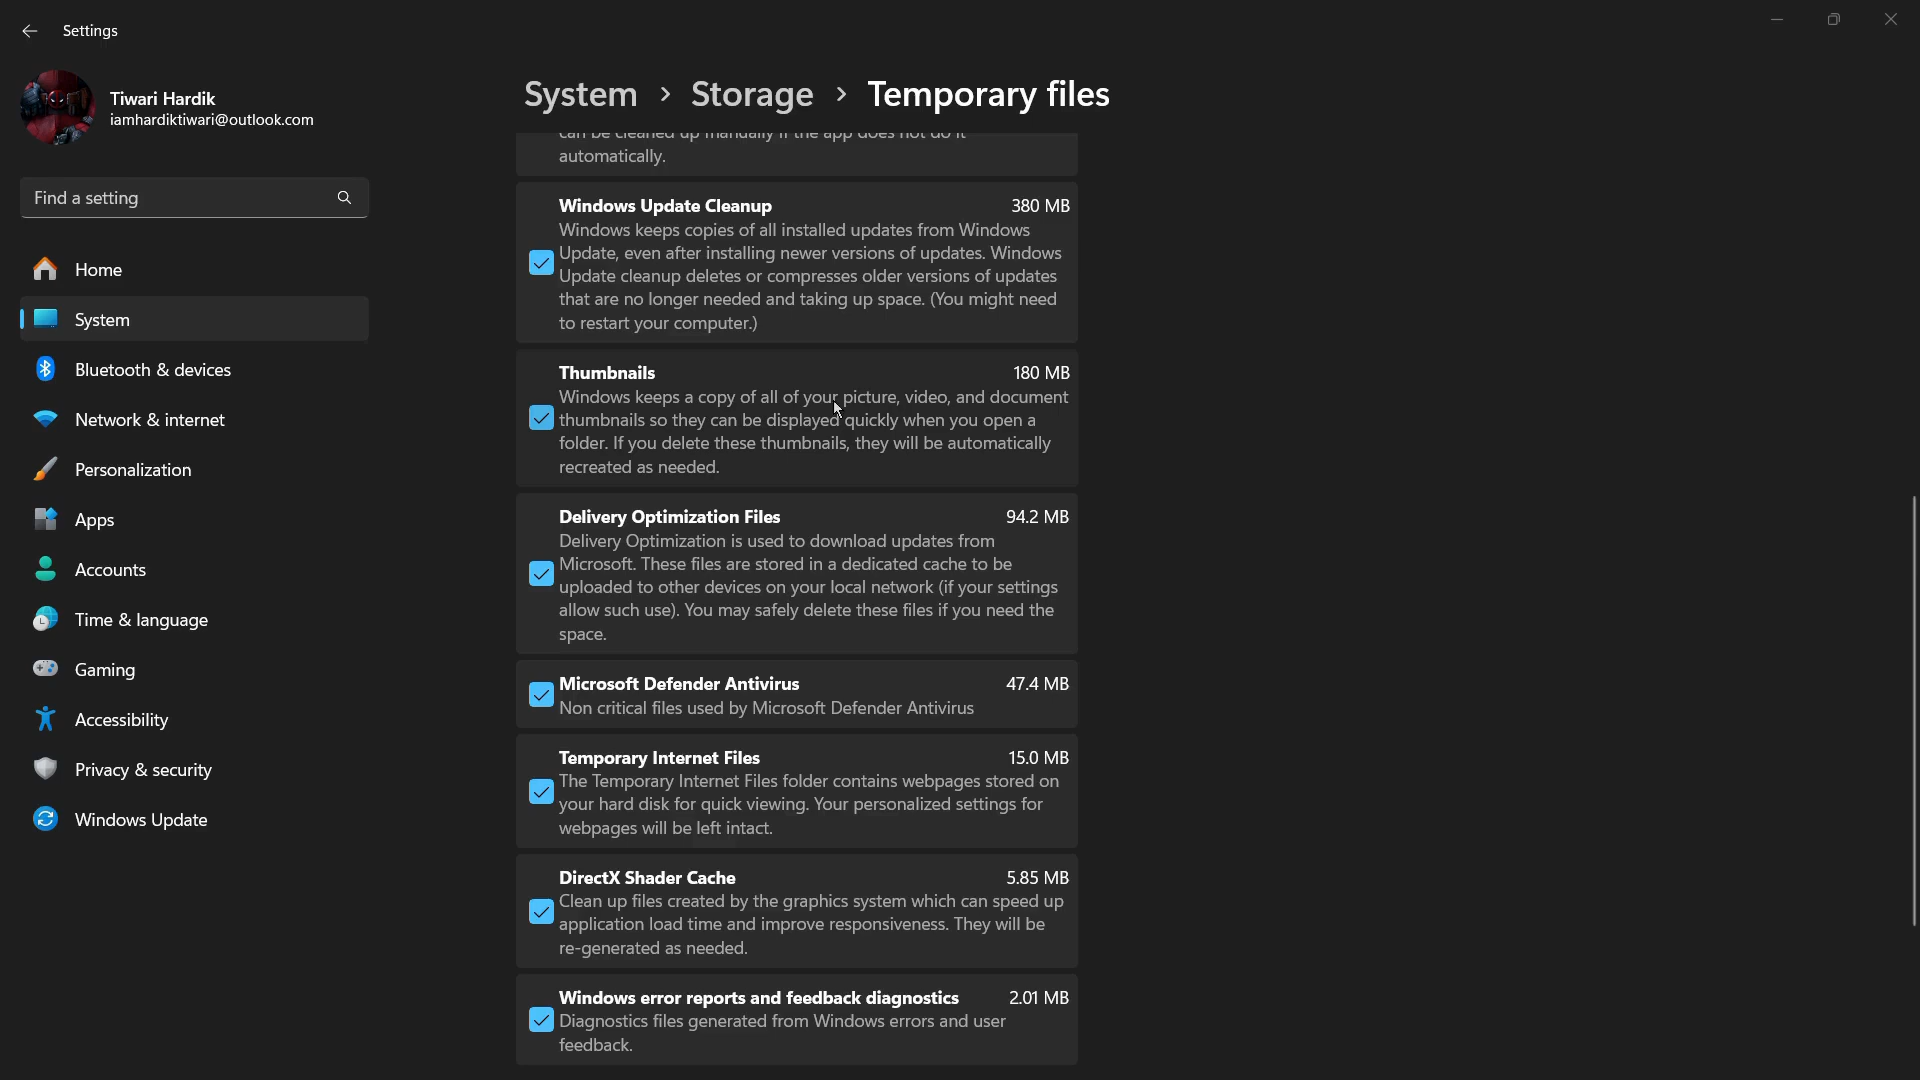 Settings
Tiwari Hardik
iamhardiktiwari@outlook.com
Find a setting
Home
System
Bluetooth & devices
Network & internet
Personalization
Apps
Accounts
Time & language
Gaming
Accessibility
Privacy & security
Windows Update
System > Storage > Temporary files
can be cleaned up manually if the app does not do it
automatically.
Windows Update Cleanup 380 MB
Windows keeps copies of all installed updates from Windows
Update, even after installing newer versions of updates. Windows
Update cleanup deletes or compresses older versions of updates
that are no longer needed and taking up space. (You might need
to restart your computer.)
Thumbnails 180 MB
Windows keeps a copy of all of your picture, video, and document
thumbnails so they can be displayed quickly when you open a
folder. If you delete these thumbnails, they will be automatically
recreated as needed.
Delivery Optimization Files 94.2 MB
Delivery Optimization is used to download updates from
Microsoft. These files are stored in a dedicated cache to be
uploaded to other devices on your local network (if your settings
allow such use). You may safely delete these files if you need the
space.
Microsoft Defender Antivirus 47.4 MB
Non critical files used by Microsoft Defender Antivirus
Temporary Internet Files 15.0 MB
The Temporary Internet Files folder contains webpages stored on
your hard disk for quick viewing. Your personalized settings for
webpages will be left intact.
DirectX Shader Cache 5.85 MB
Clean up files created by the graphics system which can speed up
application load time and improve responsiveness. They will be
re-generated as needed.
Windows error reports and feedback diagnostics 2.01 MB
Diagnostics files generated from Windows errors and user
feedback.